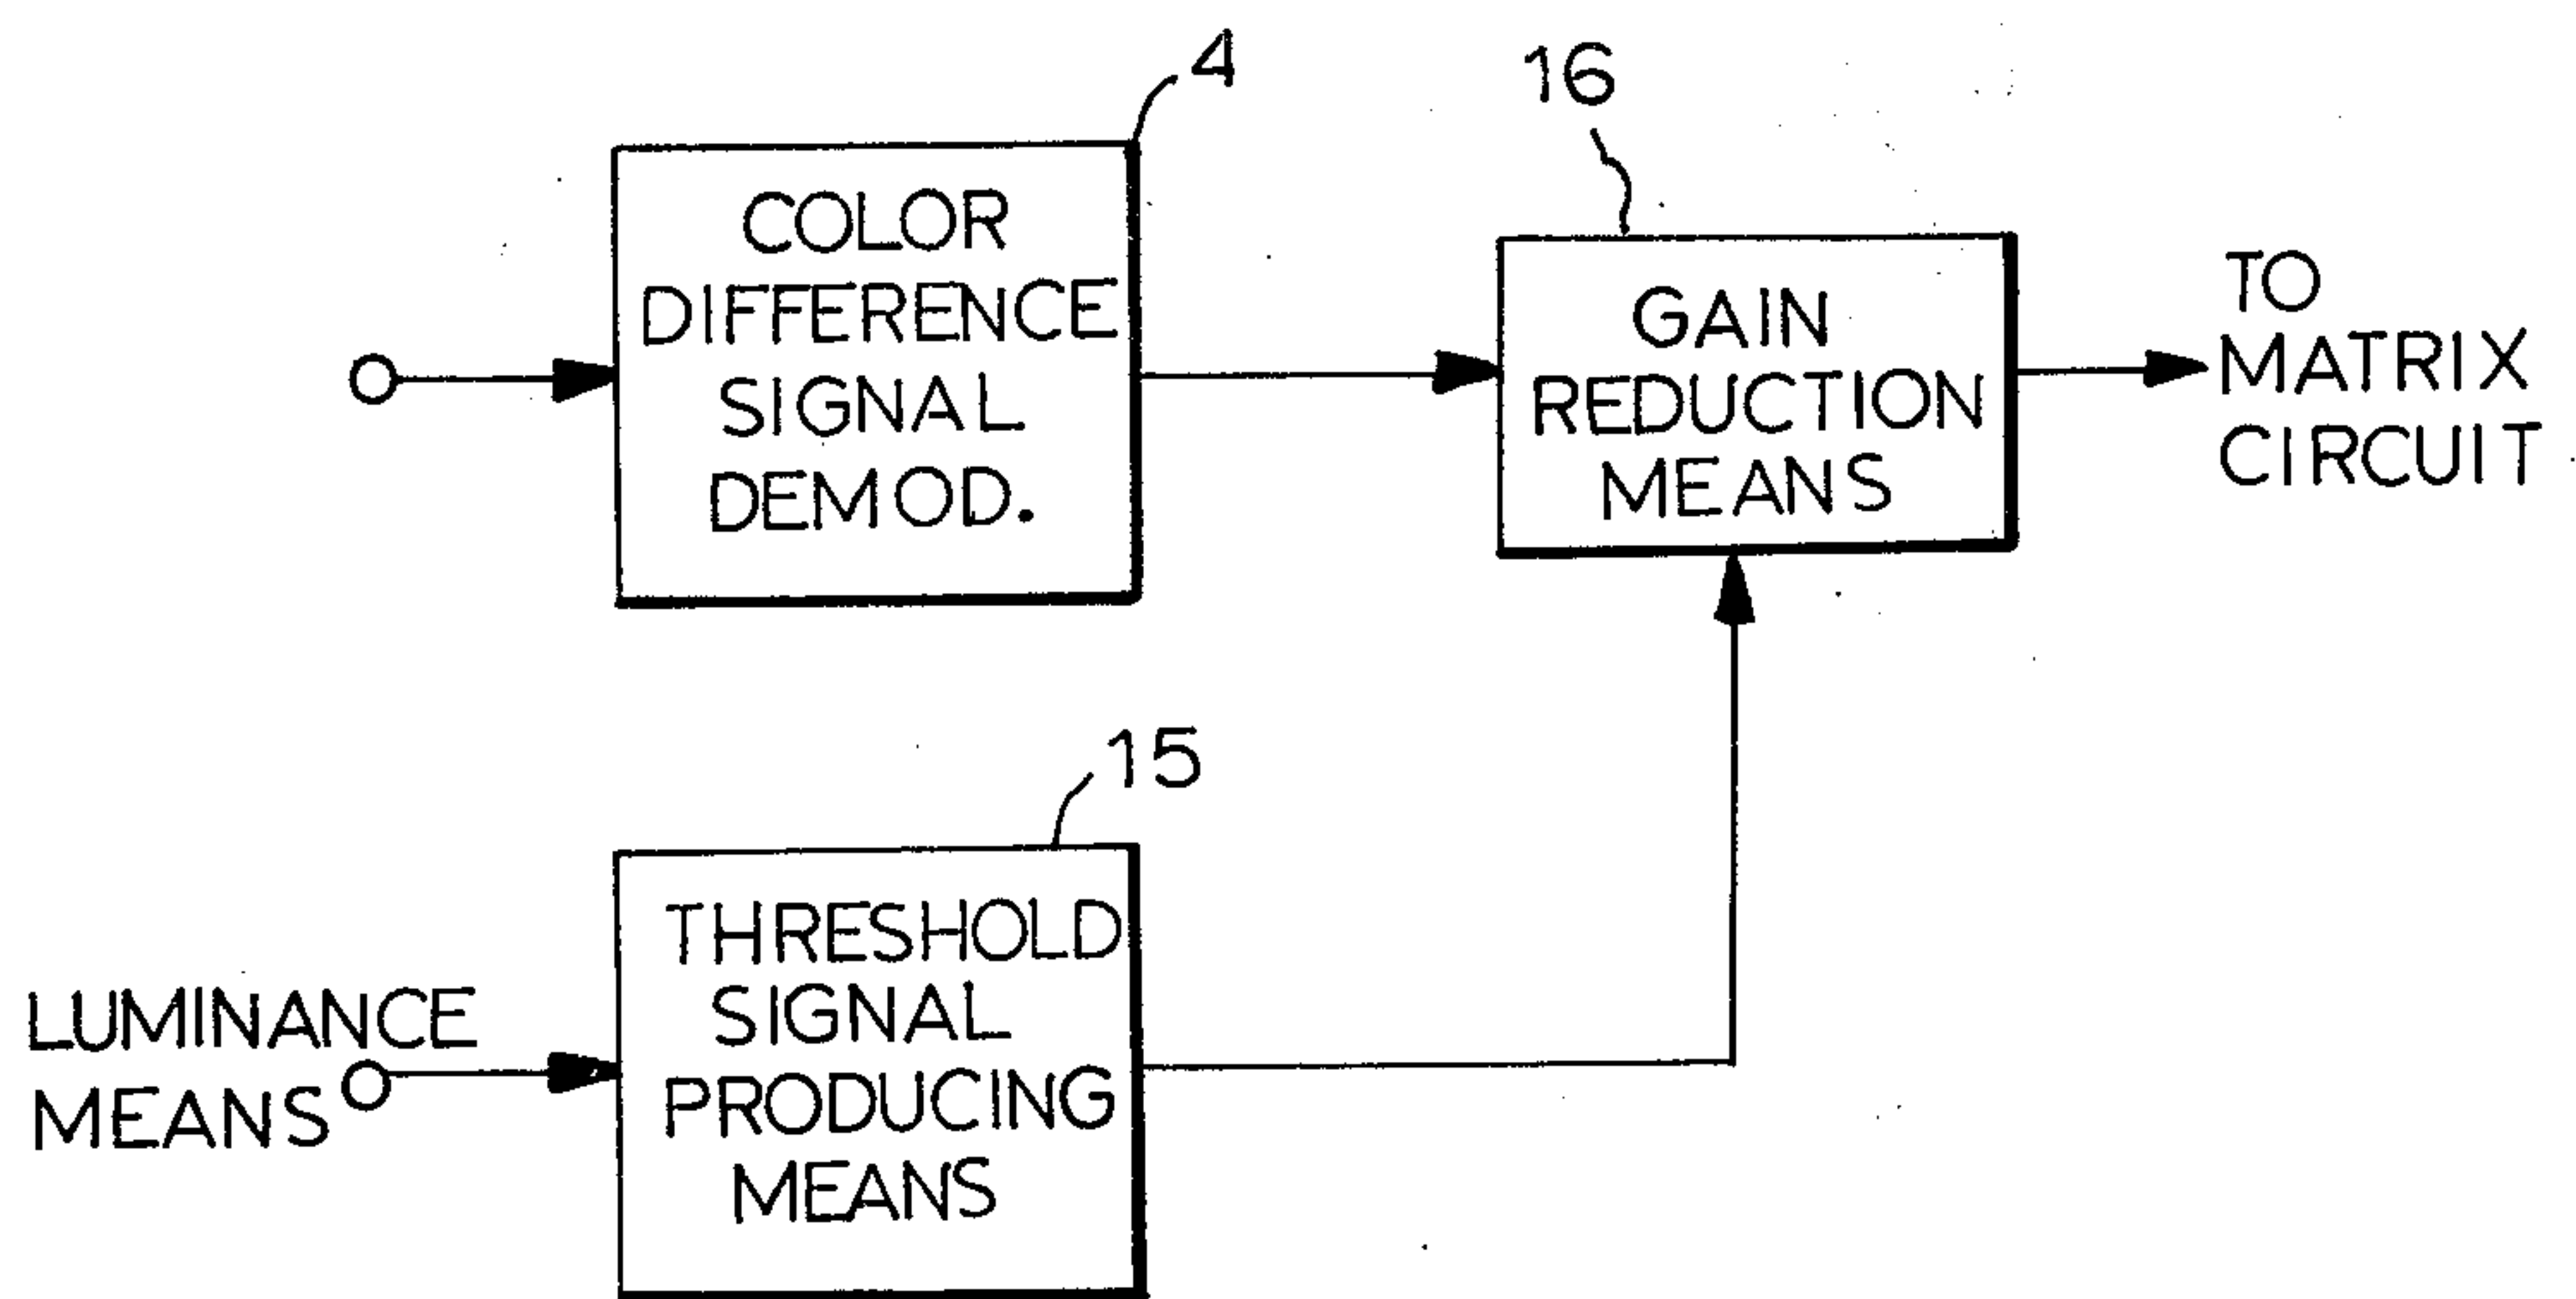 4
COLOR
DIFFERENCE
SIGNAL
DEMOD.
16
GAIN
REDUCTION
MEANS
TO
MATRIX
CIRCUIT
15
THRESHOLD
SIGNAL
PRODUCING
MEANS
LUMINANCE
MEANS